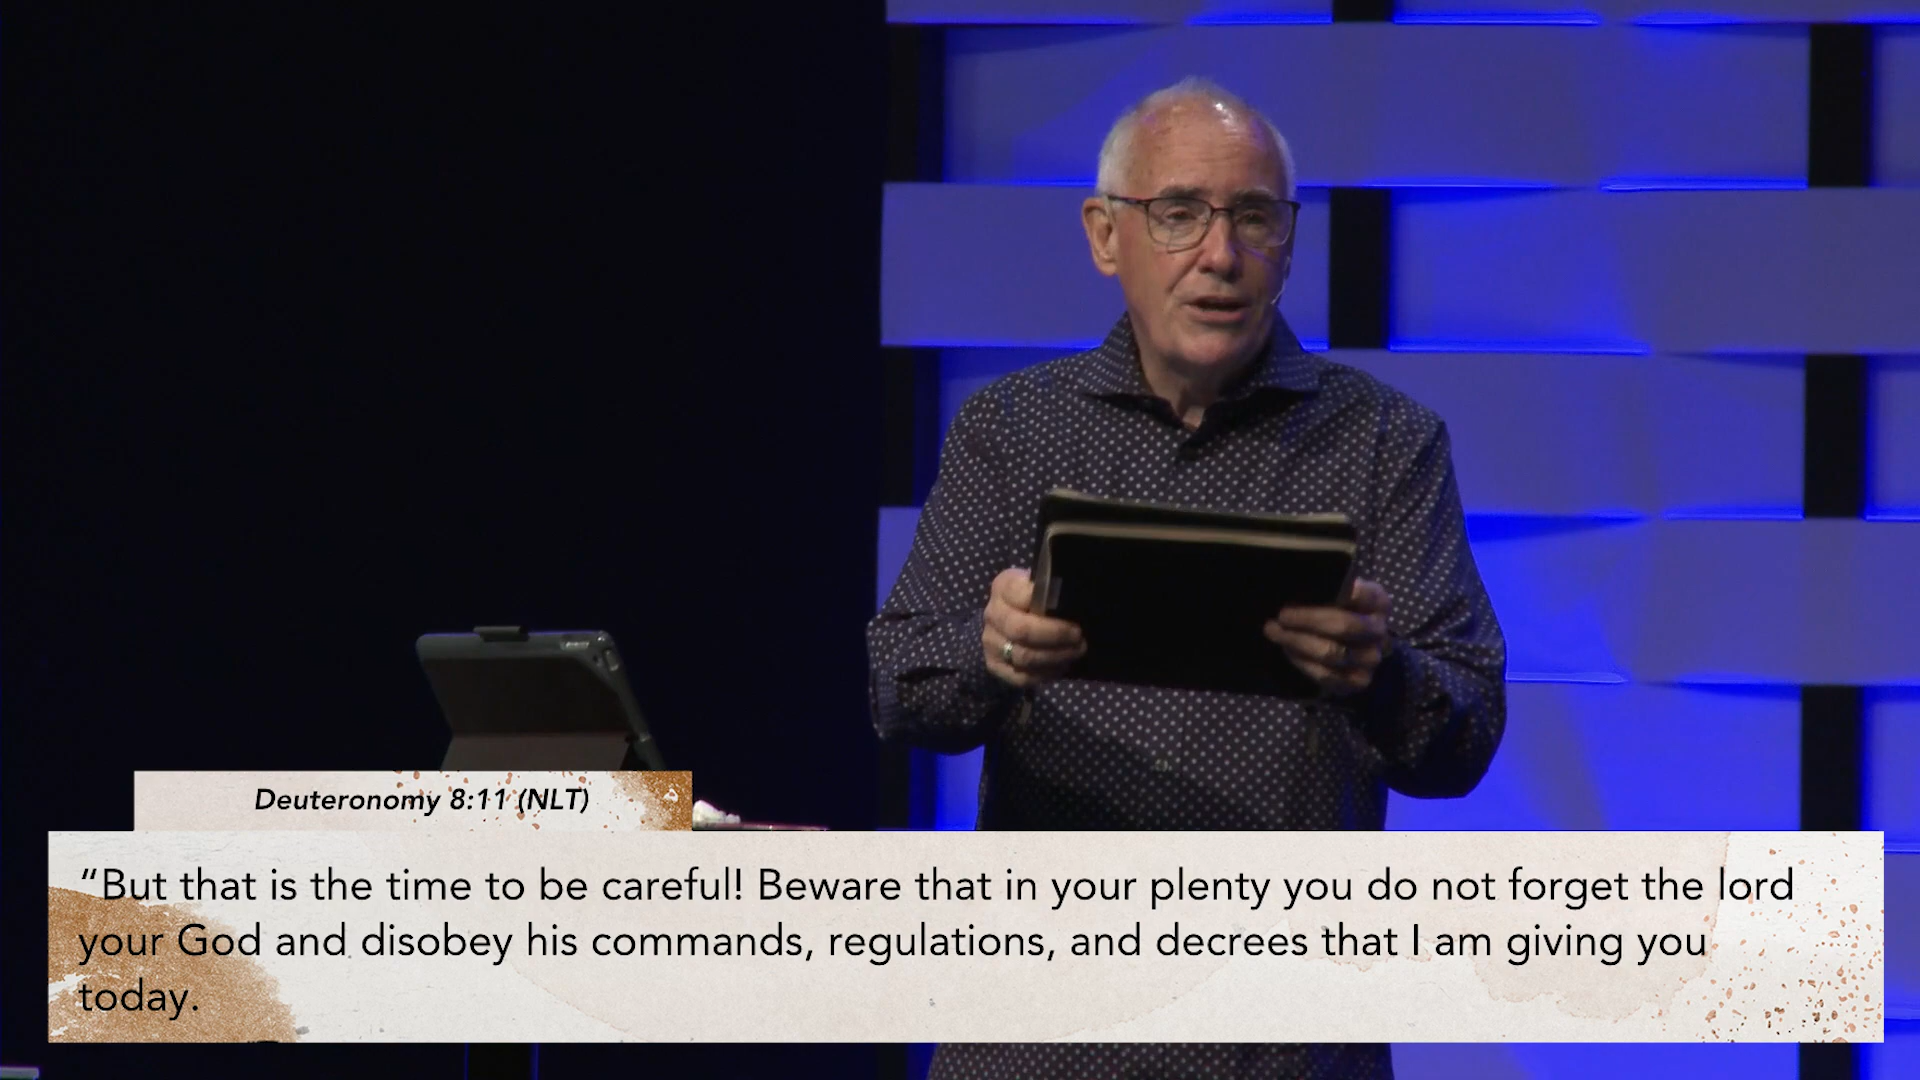 Deuteronomy 8:11 (NLT)
“But that is the time to be careful! Beware that in your plenty you do not forget the lord
your God and disobey his commands, regulations, and decrees that I am giving you
today.